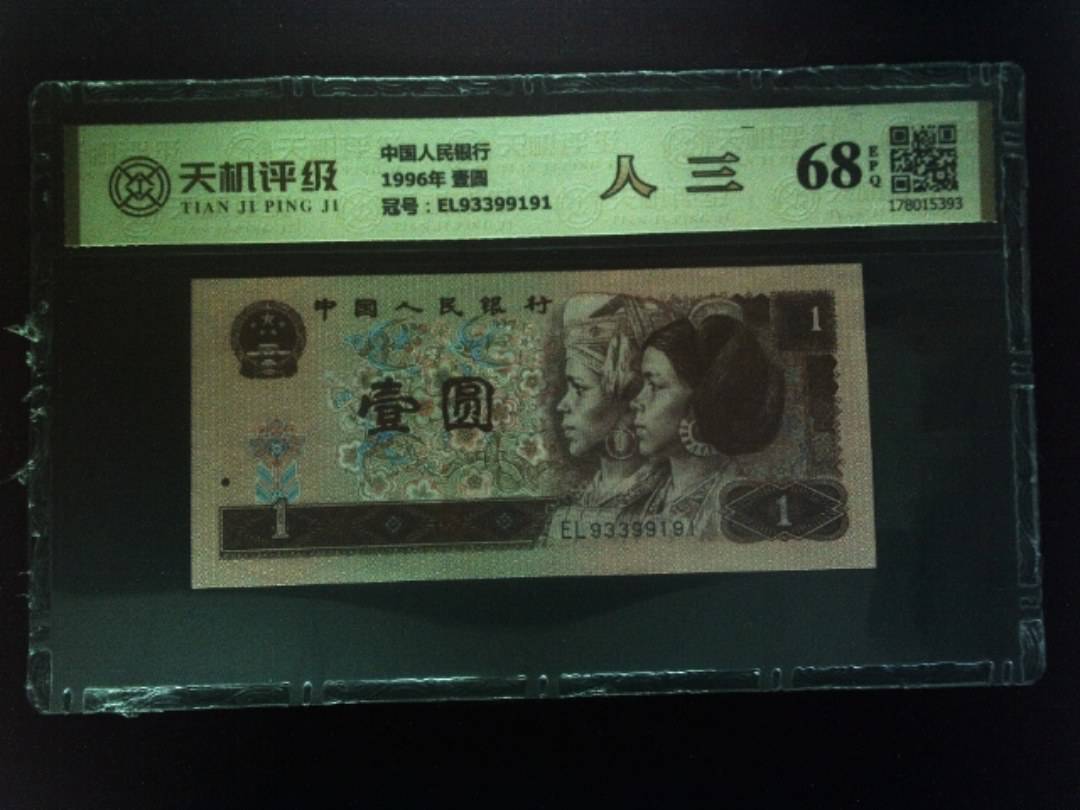 天机评级
TIAN JI PING JI
中国人民银行
1996年 壹圆
冠号：EL93399191
人 三
68
EPQ
178015393
中国人民银行
1
壹圆
1
EL93399191
1